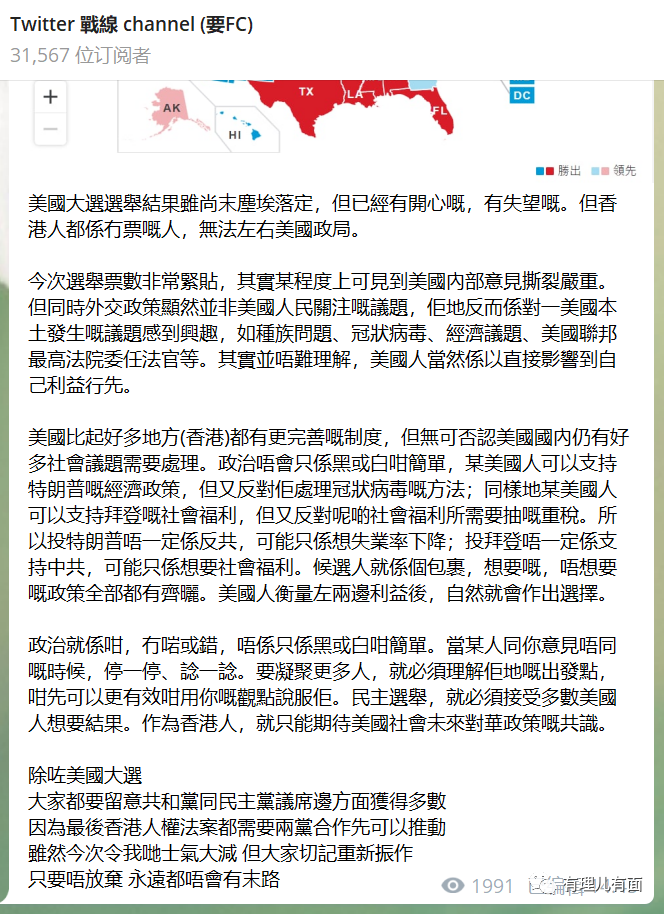 Twitter 戰線 channel (要FC)
31,567 位订阅者
+
−
AK
HI
TX
LA
FL
DC
勝出
領先
美國大選選舉結果雖尚未塵埃落定，但已經有開心嘅，有失望嘅。但香
港人都係冇票嘅人，無法左右美國政局。
今次選舉票數非常緊貼，其實某程度上可見到美國內部意見撕裂嚴重。
但同時外交政策顯然並非美國人民關注嘅議題，佢地反而係對一美國本
土發生嘅議題感到興趣，如種族問題、冠狀病毒、經濟議題、美國聯邦
最高法院委任法官等。其實並唔難理解，美國人當然係以直接影響到自
己利益行先。
美國比起好多地方(香港)都有更完善嘅制度，但無可否認美國國內仍有好
多社會議題需要處理。政治唔會只係黑或白咁簡單，某美國人可以支持
特朗普嘅經濟政策，但又反對佢處理冠狀病毒嘅方法；同樣地某美國人
可以支持拜登嘅社會福利，但又反對呢啲社會福利所需要抽嘅重稅。所
以投特朗普唔一定係反共，可能只係想失業率下降；投拜登唔一定係支
持中共，可能只係想要社會福利。候選人就係個包裹，想要嘅，唔想要
嘅政策全部都有齊曬。美國人衡量左兩邊利益後，自然就會作出選擇。
政治就係咁，冇啱或錯，唔係只係黑或白咁簡單。當某人同你意見唔同
嘅時候，停一停、諗一諗。要凝聚更多人，就必須理解佢地嘅出發點，
咁先可以更有效咁用你嘅觀點說服佢。民主選舉，就必須接受多數美國
人想要結果。作為香港人，就只能期待美國社會未來對華政策嘅共識。
除咗美國大選
大家都要留意共和黨同民主黨議席邊方面獲得多數
因為最後香港人權法案都需要兩黨合作先可以推動
雖然今次令我哋士氣大減 但大家切記重新振作
只要唔放棄 永遠都唔會有末路
1991
有理儿有面